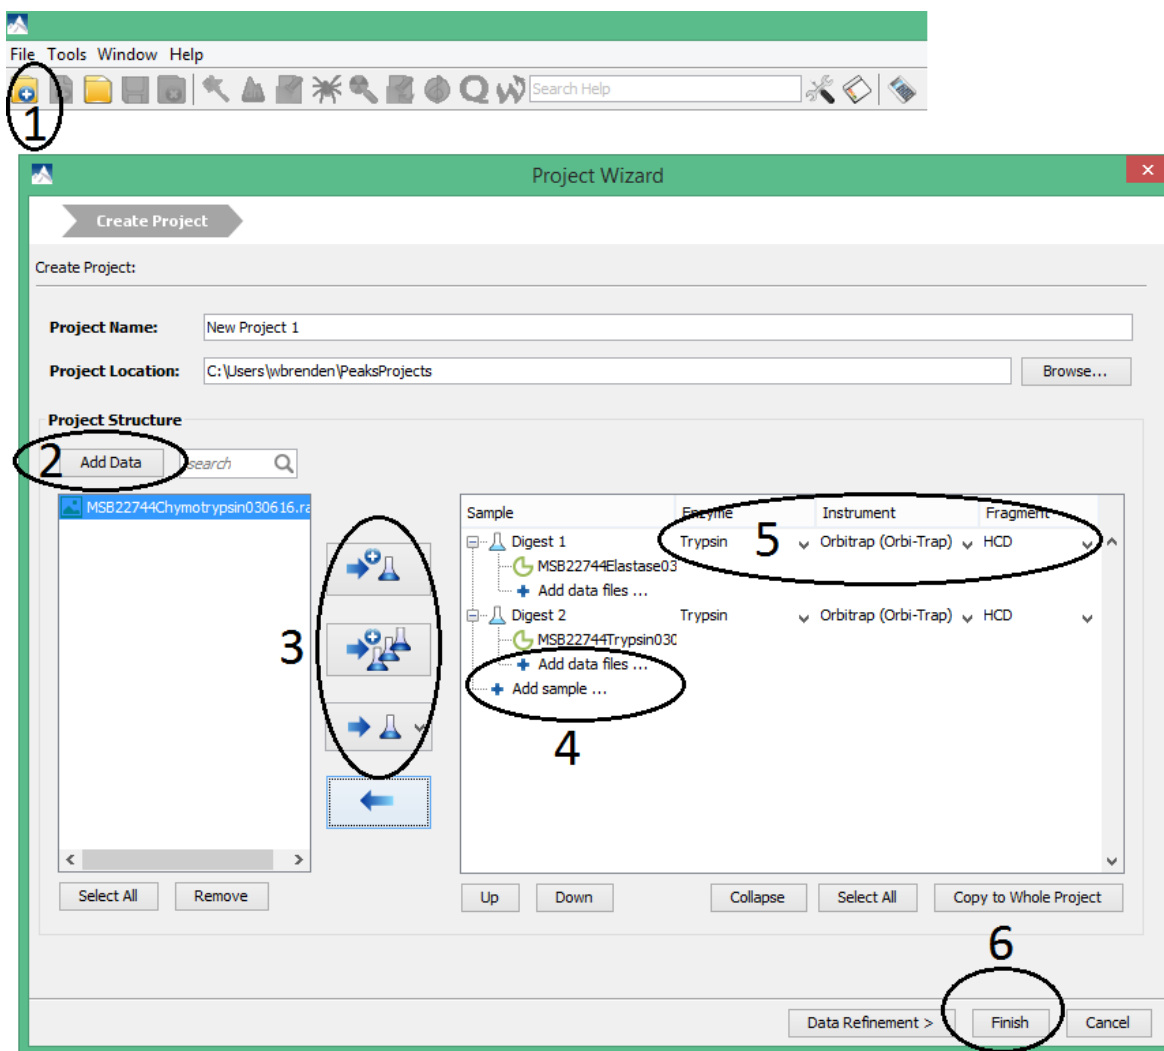 File Tools Window Help
Search Help
1
Project Wizard
Create Project
Create Project:
Project Name: New Project 1
Project Location: C:\Users\wbrenden\PeaksProjects Browse...
Project Structure
2 Add Data search
MSB22744Chymotrypsin030616.ra
Sample Enzyme Instrument Fragment
Digest 1 Trypsin 5 Orbitrap (Orbi-Trap) HCD
MSB22744Elastase03
Add data files ...
Digest 2 Trypsin Orbitrap (Orbi-Trap) HCD
MSB22744Trypsin030
3 Add data files ...
Add sample ...
4
Select All Remove Up Down Collapse Select All Copy to Whole Project
6
Data Refinement > Finish Cancel